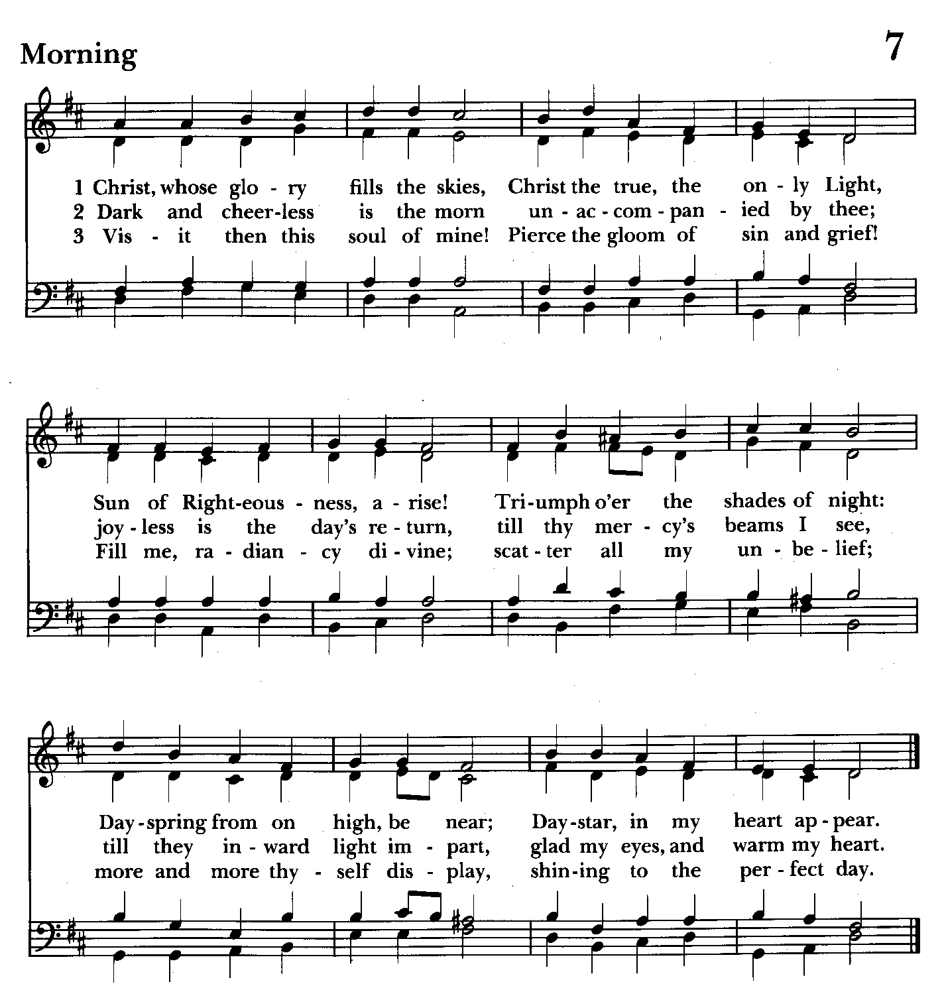 Morning 7
1 Christ, whose glo - ry fills the skies, Christ the true, the on - ly Light,
2 Dark and cheer-less is the morn un - ac - com - pan - ied by thee;
3 Vis - it then this soul of mine! Pierce the gloom of sin and grief!
Sun of Right-eous - ness, a - rise! Tri-umph o'er the shades of night:
joy - less is the day's re - turn, till thy mer - cy's beams I see,
Fill me, ra - dian - cy di - vine; scat - ter all my un - be - lief;
Day-spring from on high, be near; Day-star, in my heart ap - pear.
till they in - ward light im - part, glad my eyes, and warm my heart.
more and more thy - self dis - play, shin-ing to the per - fect day.